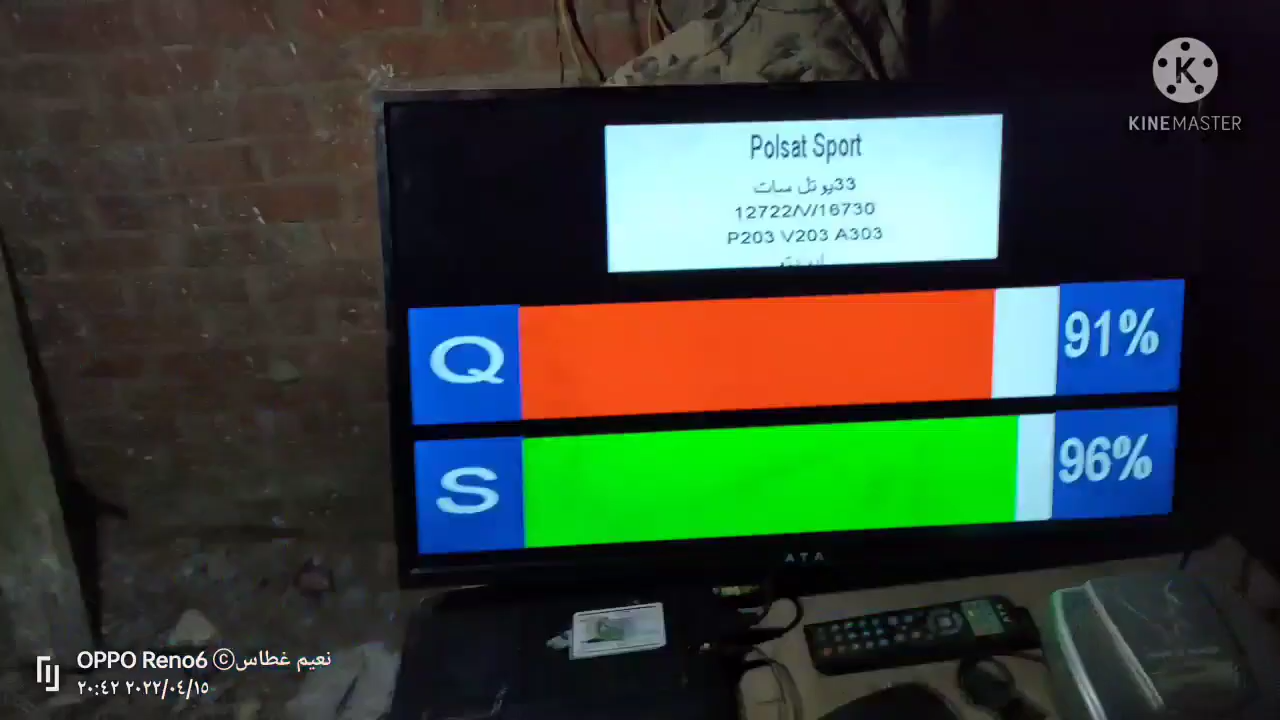 K
KINEMASTER
Polsat Sport
33يوتل سات
12722/V/16730
P203 V203 A303
Q
91%
S
96%
ATA
OPPO Reno6 ©نعيم غطاس
٢٠٢٢/٠٤/١٥ ٢٠:٤٢